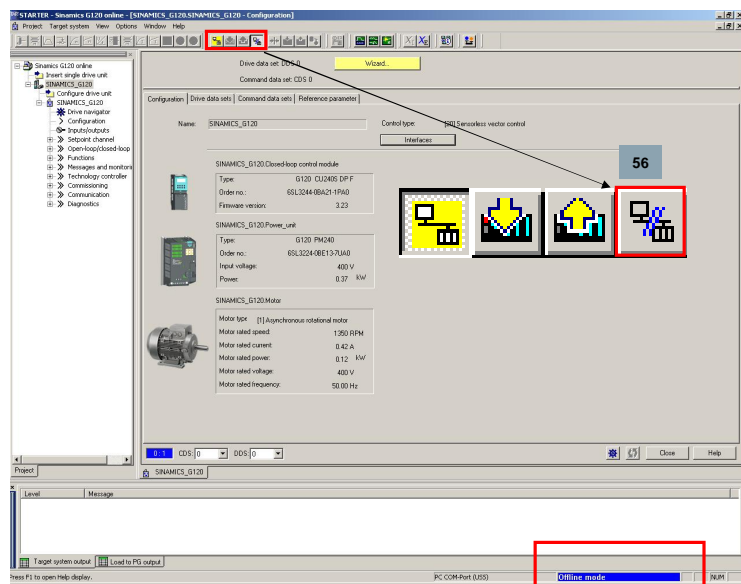 STARTER - Sinamics G120 online - [SINAMICS_G120.SINAMICS_G120 - Configuration]
Project Target system View Options Window Help
Sinamics G120 online
Insert single drive unit
SINAMICS_G120
Configure drive unit
SINAMICS_G120
Drive navigator
Configuration
Inputs/outputs
Setpoint channel
Open-loop/closed-loop
Functions
Messages and monitori
Technology controller
Commissioning
Communication
Diagnostics
Project
Drive data set: DDS 0
Wizard...
Command data set: CDS 0
Configuration Drive data sets Command data sets Reference parameter
Name: SINAMICS_G120
Control type: [20] Sensorless vector control
Interfaces
56
SINAMICS_G120.Closed-loop control module
Type: G120 CU240S DP F
Order no.: 6SL3244-0BA21-1PA0
Firmware version: 3.23
SINAMICS_G120.Power_unit
Type: G120 PM240
Order no.: 6SL3224-0BE13-7UA0
Input voltage: 400 V
Power: 0.37 kW
SINAMICS_G120.Motor
Motor type [1] Asynchronous rotational motor
Motor rated speed: 1350 RPM
Motor rated current: 0.42 A
Motor rated power: 0.12 kW
Motor rated voltage: 400 V
Motor rated frequency: 50.00 Hz
0:1 CDS: 0 DDS: 0
Close Help
SINAMICS_G120
Level Message
Target system output Load to PG output
Press F1 to open Help display.
PC COM-Port (USS)
Offline mode
NUM